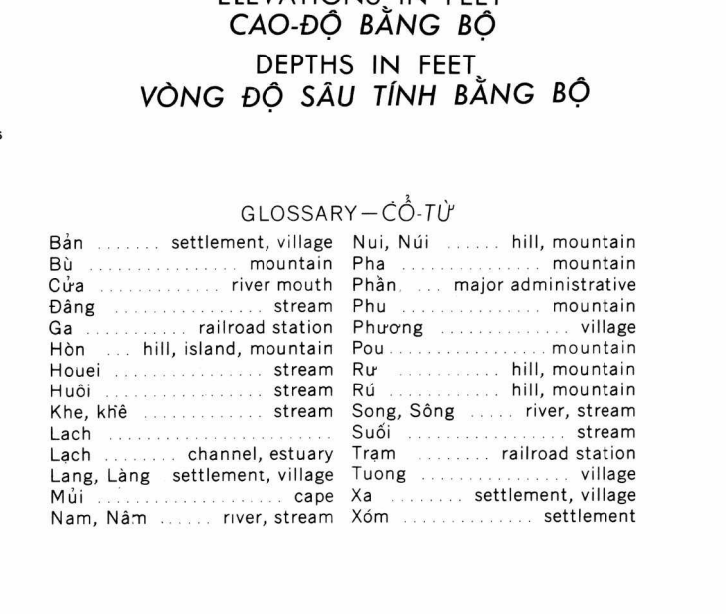 ELEVATIONS IN FEET
CAO-ĐỘ BẰNG BỘ
DEPTHS IN FEET
VÒNG ĐỘ SÂU TÍNH BẰNG BỘ
s
GLOSSARY—CỔ-TỪ
Bản ....... settlement, village
Bù ................ mountain
Cửa ............. river mouth
Đâng ................ stream
Ga ........... railroad station
Hòn ... hill, island, mountain
Houei ................. stream
Huôi ................. stream
Khe, khê ............. stream
Lach ........................
Lạch ........ channel, estuary
Lang, Làng settlement, village
Mủi .................... cape
Nam, Nâm ...... river, stream
Nui, Núi ...... hill, mountain
Pha ............... mountain
Phần ... major administrative
Phu ................ mountain
Phương .............. village
Pou ................. mountain
Rư ............ hill, mountain
Rú ............ hill, mountain
Song, Sông ..... river, stream
Suối ................ stream
Trạm ........ railroad station
Tuong ............... village
Xa ........ settlement, village
Xóm .............. settlement